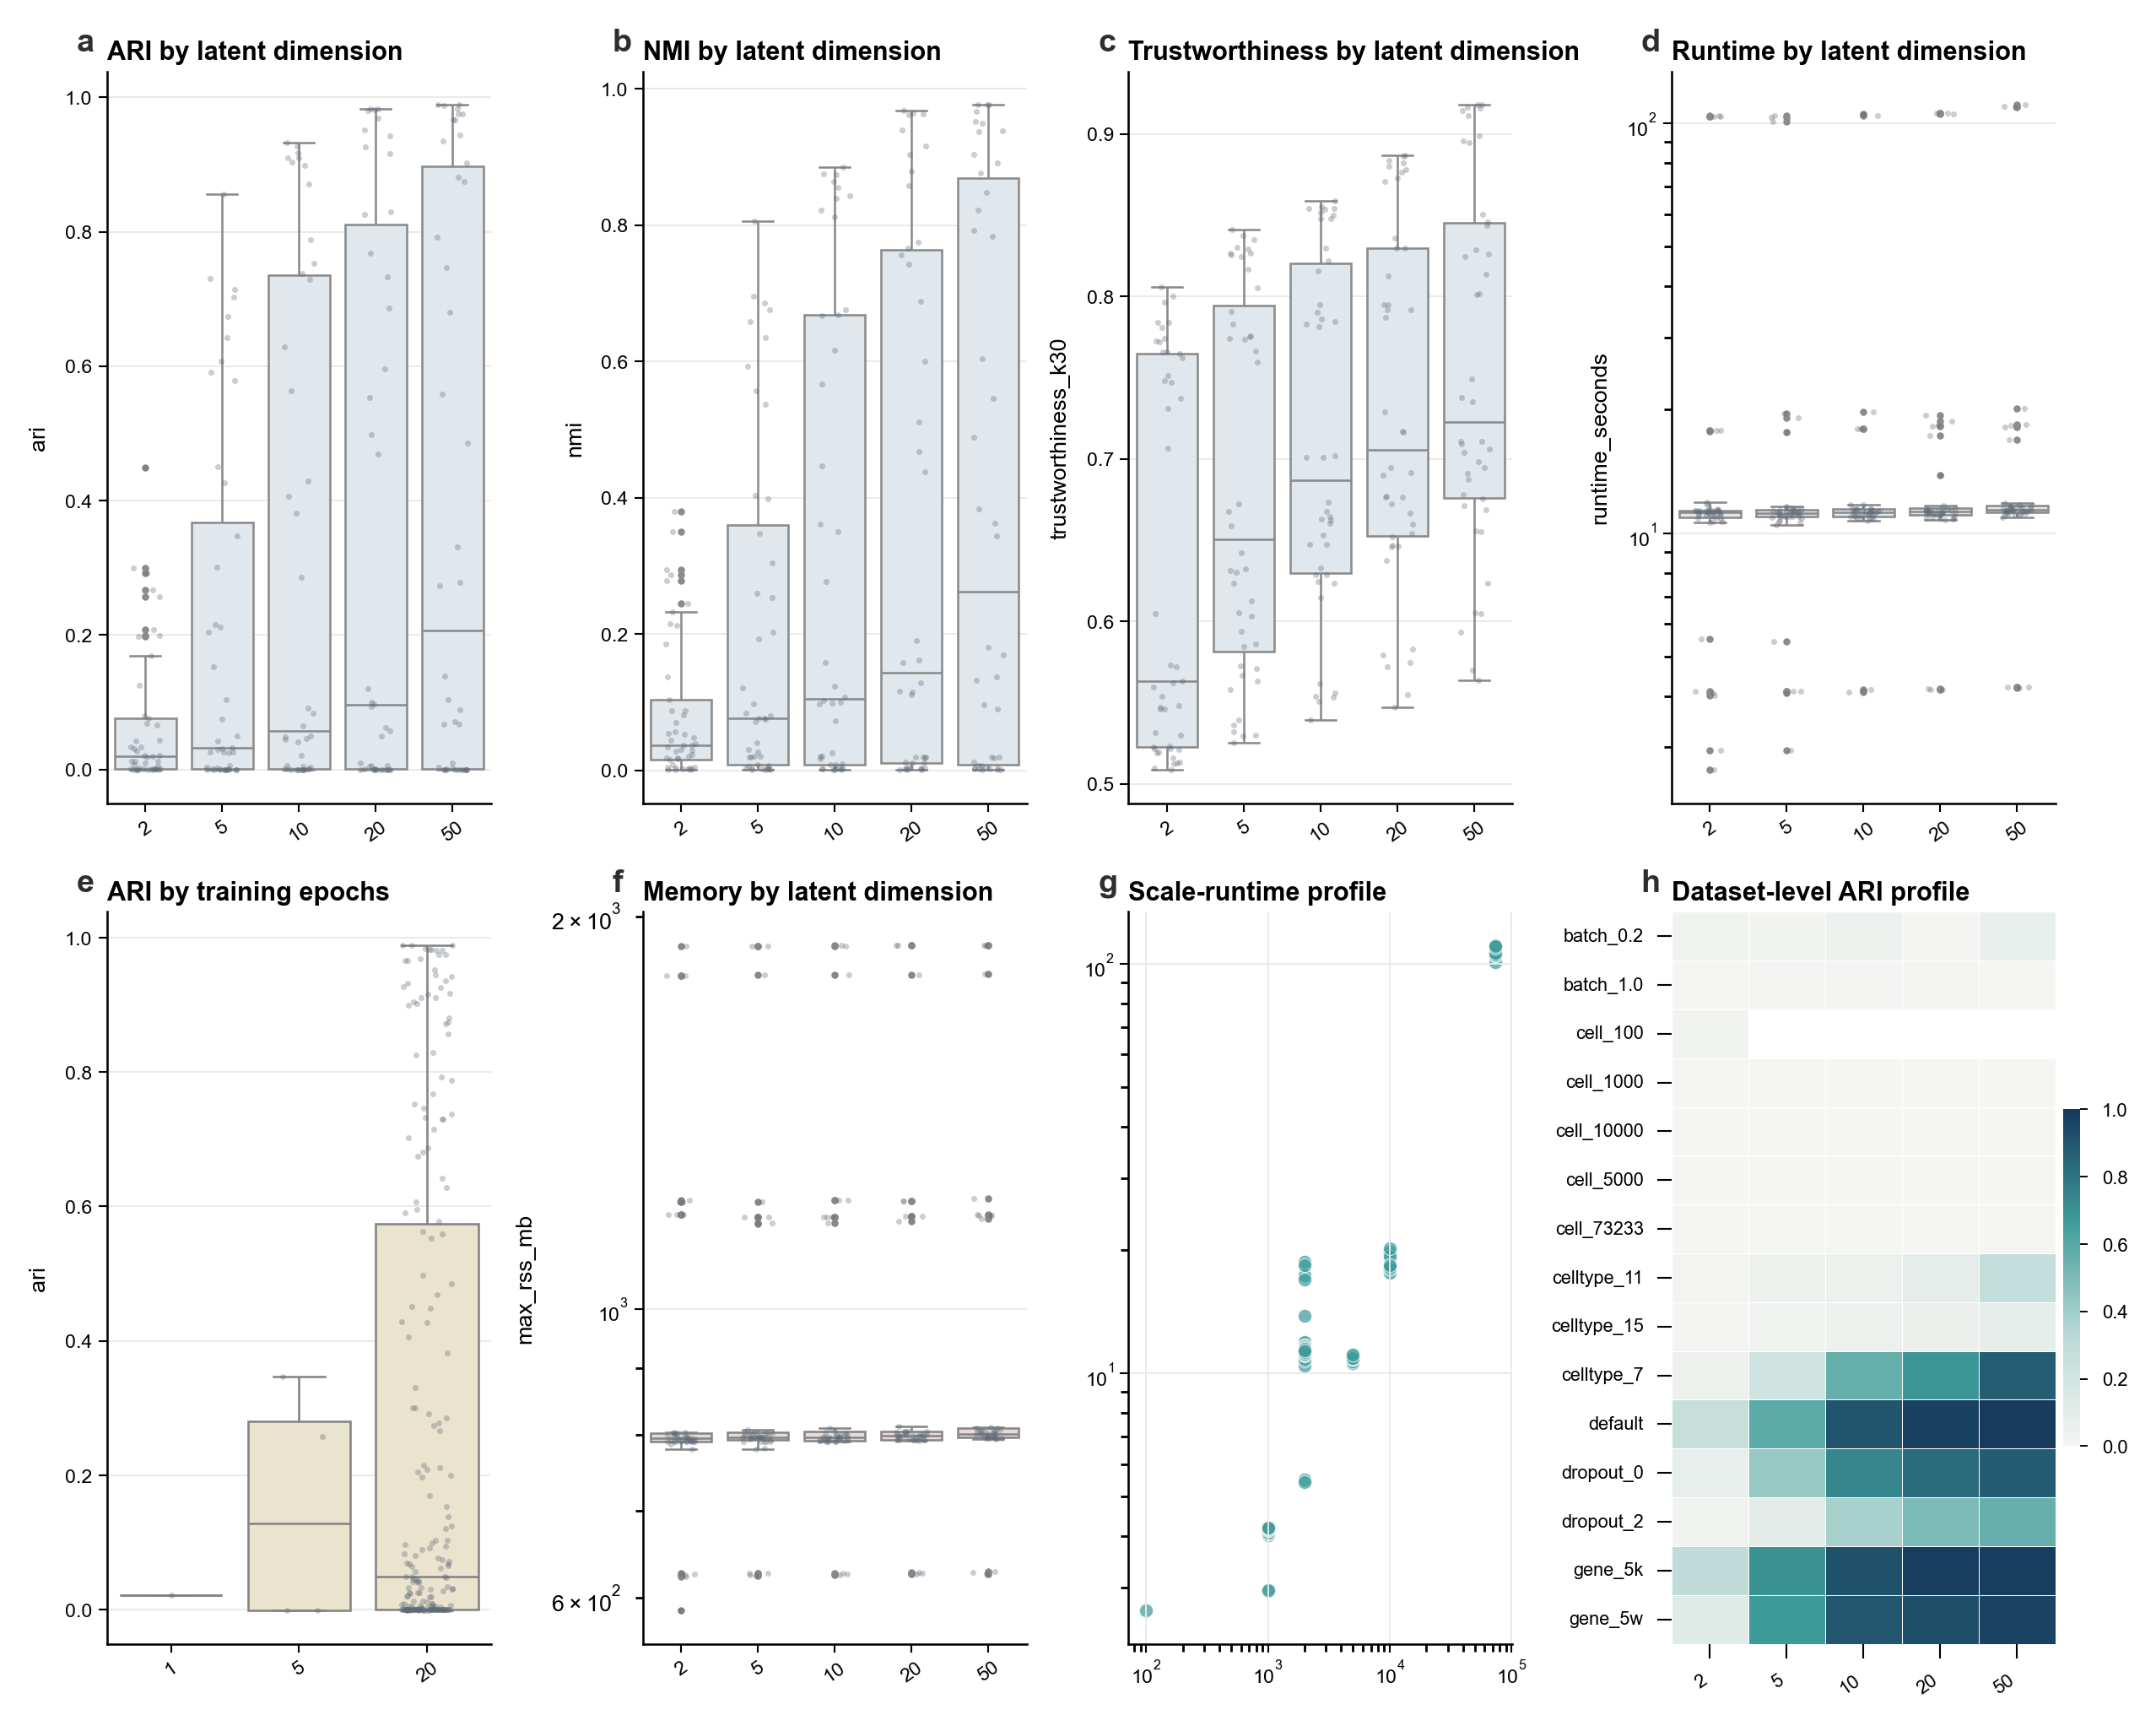 a ARI by latent dimension
ari
1.0
0.8
0.6
0.4
0.2
0.0
2 5 10 20 50
b NMI by latent dimension
nmi
1.0
0.8
0.6
0.4
0.2
0.0
2 5 10 20 50
c Trustworthiness by latent dimension
trustworthiness_k30
0.9
0.8
0.7
0.6
0.5
2 5 10 20 50
d Runtime by latent dimension
runtime_seconds
10²
10¹
2 5 10 20 50
e ARI by training epochs
ari
1.0
0.8
0.6
0.4
0.2
0.0
1 5 20
f Memory by latent dimension
max_rss_mb
2 × 10³
10³
6 × 10²
2 5 10 20 50
g Scale-runtime profile
10²
10¹
10² 10³ 10⁴ 10⁵
h Dataset-level ARI profile
batch_0.2
batch_1.0
cell_100
cell_1000
cell_10000
cell_5000
cell_73233
celltype_11
celltype_15
celltype_7
default
dropout_0
dropout_2
gene_5k
gene_5w
2 5 10 20 50
1.0
0.8
0.6
0.4
0.2
0.0